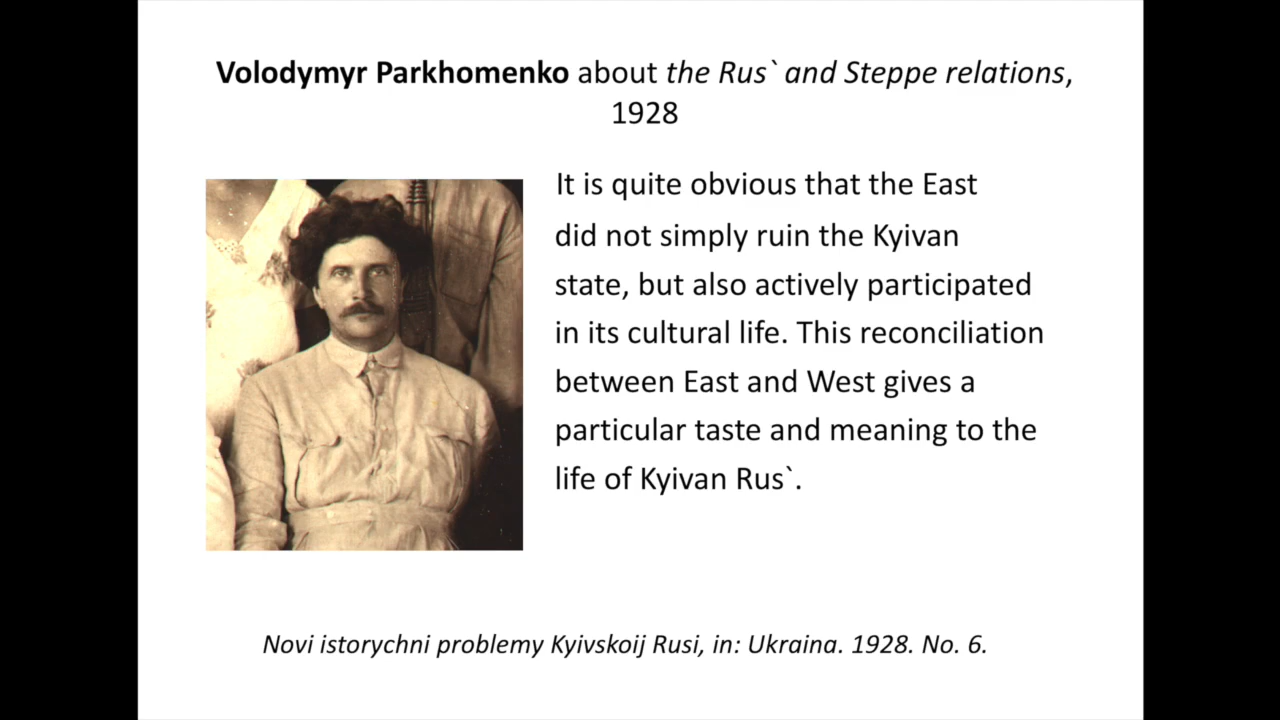 Volodymyr Parkhomenko about the Rus` and Steppe relations,
1928
It is quite obvious that the East
did not simply ruin the Kyivan
state, but also actively participated
in its cultural life. This reconciliation
between East and West gives a
particular taste and meaning to the
life of Kyivan Rus`.
Novi istorychni problemy Kyivskoij Rusi, in: Ukraina. 1928. No. 6.